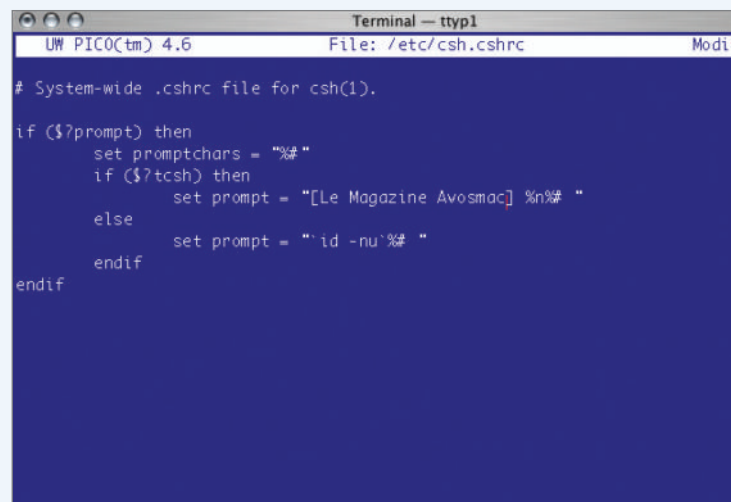 Terminal — ttyp1
UW PICO(tm) 4.6 File: /etc/csh.cshrc Modi
# System-wide .cshrc file for csh(1).
if ($?prompt) then
set promptchars = "%#"
if ($?tcsh) then
set prompt = "[Le Magazine Avosmac] %n%# "
else
set prompt = "`id -nu`%# "
endif
endif